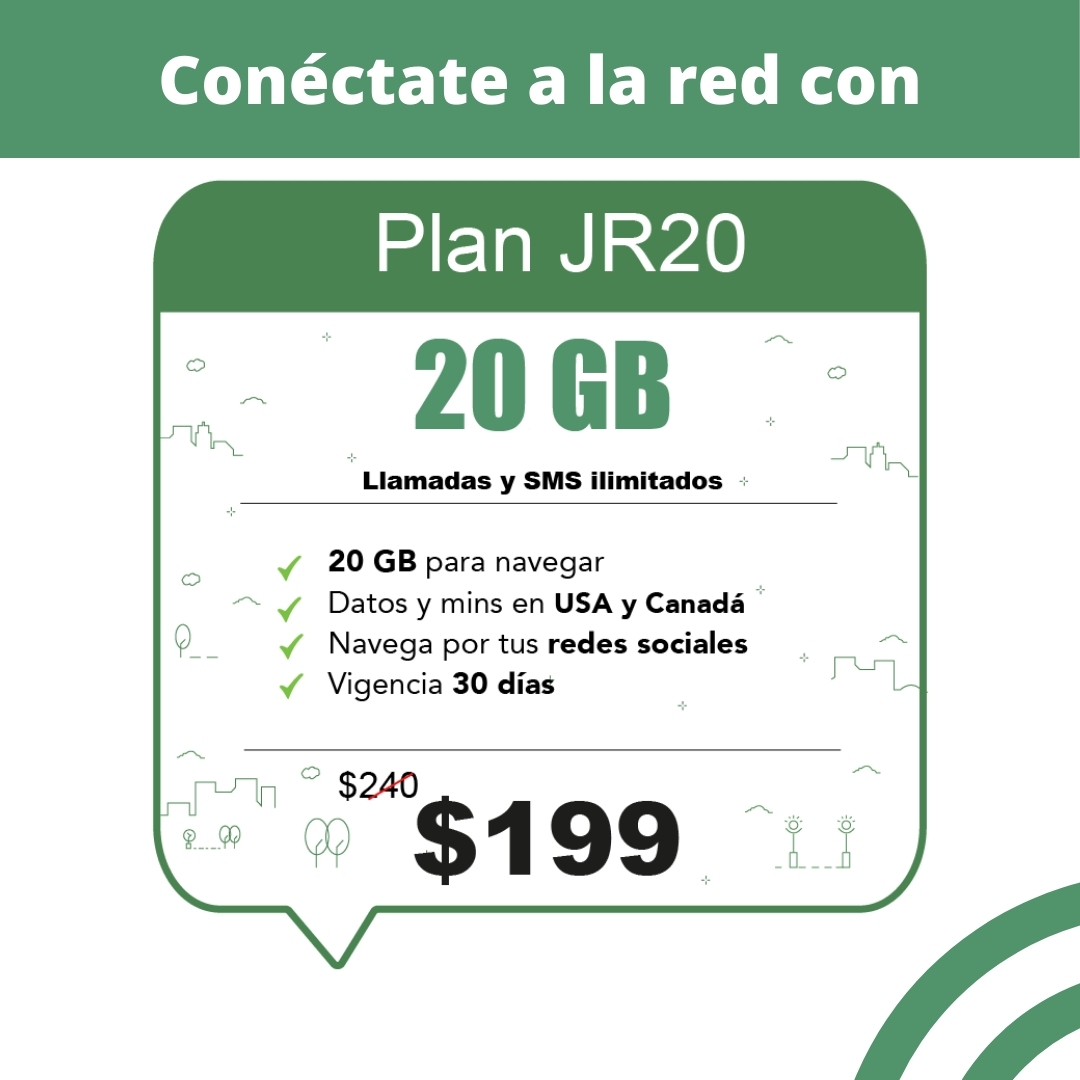 Conéctate a la red con
Plan JR20
20 GB
Llamadas y SMS ilimitados
20 GB para navegar
Datos y mins en USA y Canadá
Navega por tus redes sociales
Vigencia 30 días
$240
$199